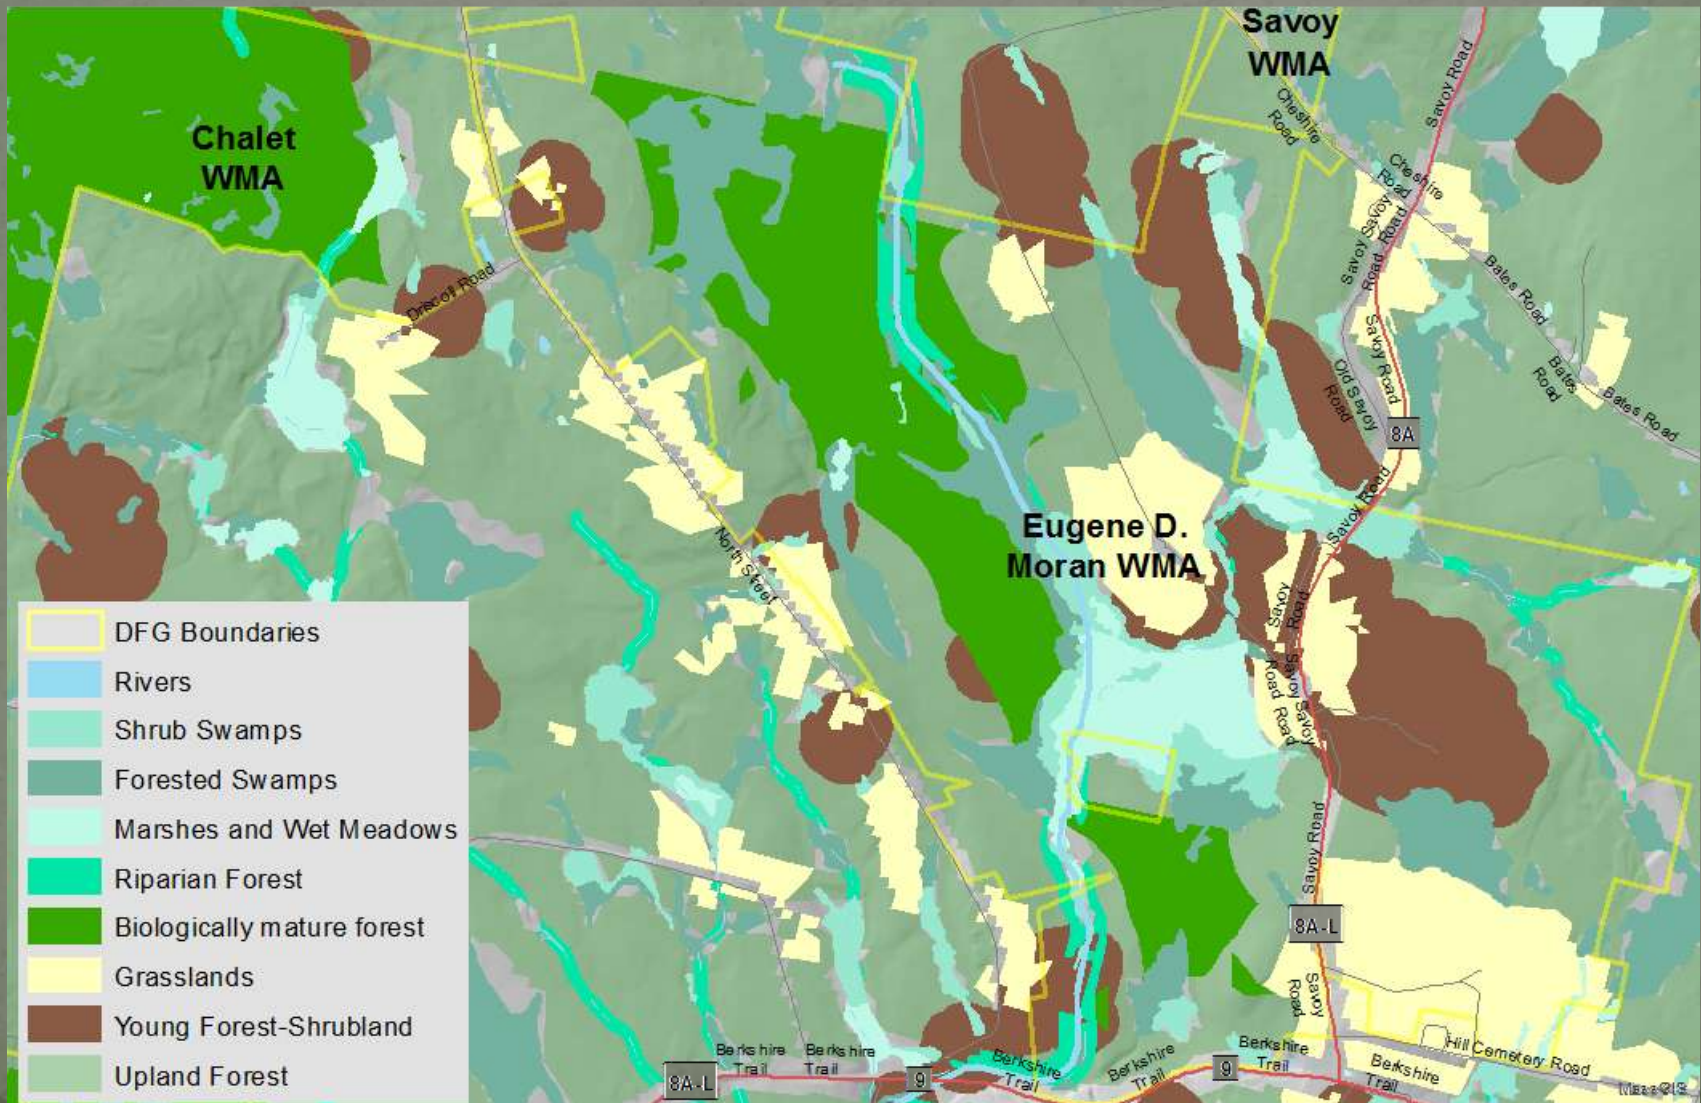 Savoy
WMA
Savoy Road
Cheshire
Road
Chalet
WMA
Cheshire
Road
Savoy
Savoy
Road
Road
Bates Road
Driscoll Road
Savoy Road
Old Savoy
Road
Bates
Road
Bates Road
8A
Savoy Road
Eugene D.
Moran WMA
North Street
Savoy
Road
Savoy
Road
Savoy
Road
DFG Boundaries
Rivers
Shrub Swamps
Forested Swamps
Marshes and Wet Meadows
Riparian Forest
Biologically mature forest
Grasslands
Young Forest-Shrubland
Upland Forest
Savoy Road
8A-L
Savoy
Road
Berkshire
Trail
Berkshire
Trail
Berkshire
Trail
Berkshire
Trail
Berkshire
Trail
Berkshire
Trail
Hill Cemetery Road
8A-L
9
9
MassGIS